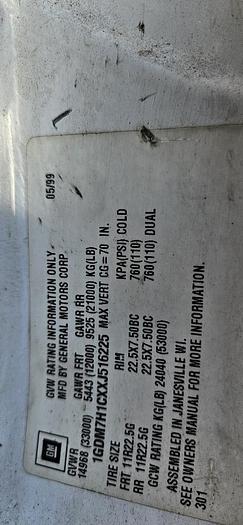 GM
GVW RATING INFORMATION ONLY 05/99
MFD BY GENERAL MOTORS CORP.
GVWR GAWR FRT GAWR RR
14968 (33000) 5443 (12000) 9525 (21000) KG(LB)
1GDM7H1CXXJ516225 MAX VERT CG = 70 IN.
TIRE SIZE RIM KPA(PSI) COLD
FRT 11R22.5G 22.5X7.50BC 760(110)
RR 11R22.5G 22.5X7.50BC 760(110) DUAL
GCW RATING KG(LB) 24040 (53000)
ASSEMBLED IN JANESVILLE WI.
SEE OWNERS MANUAL FOR MORE INFORMATION.
301